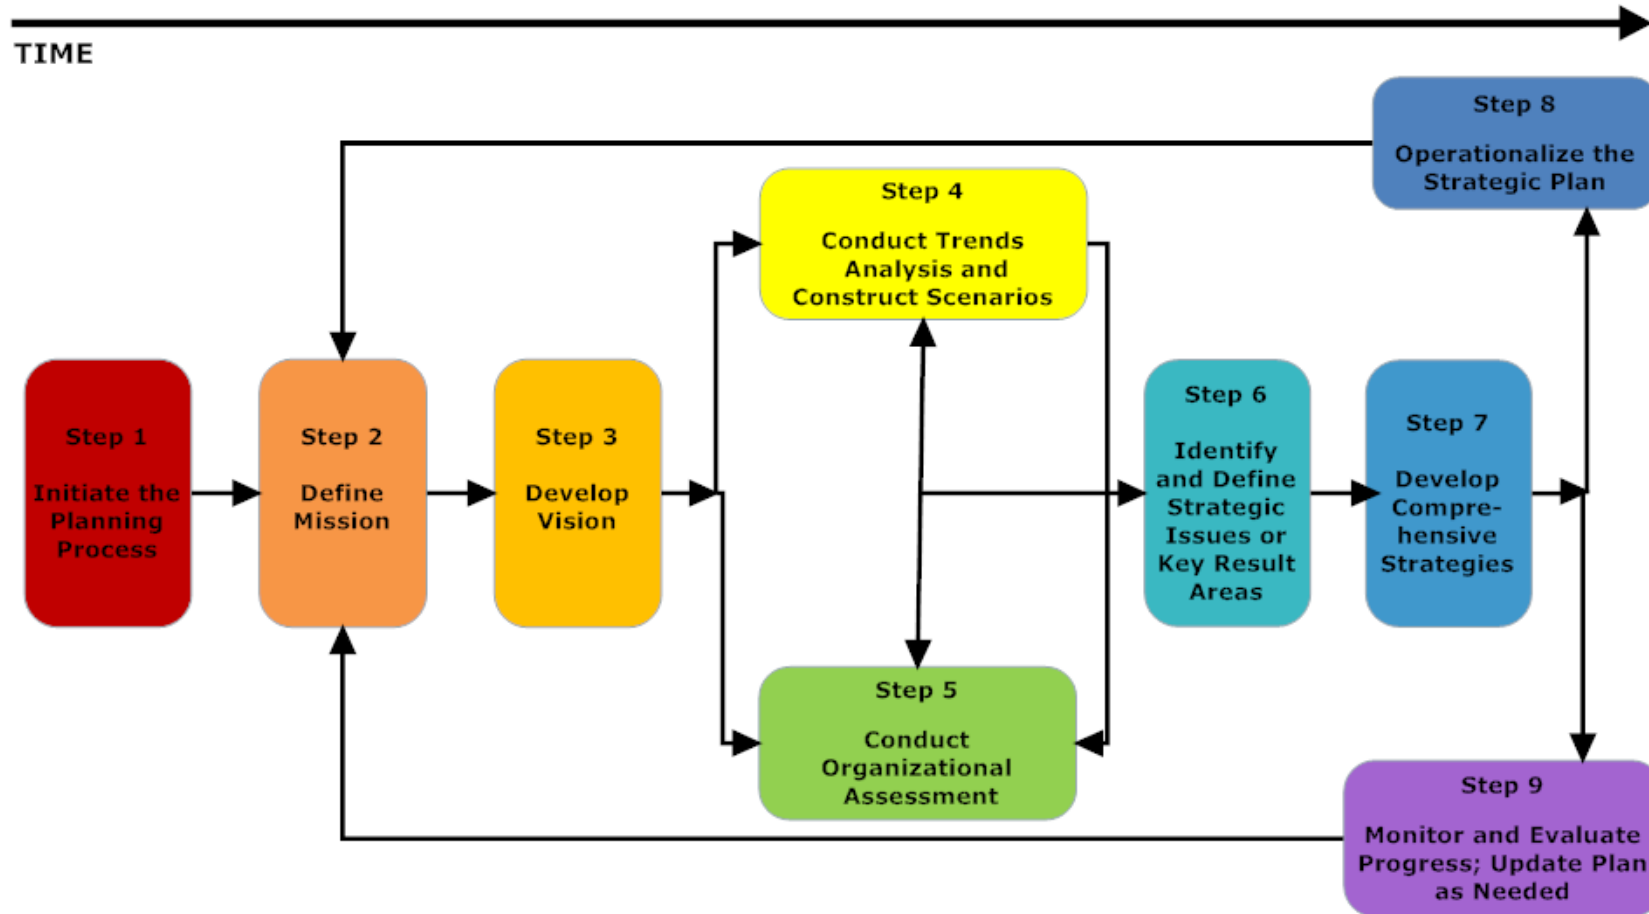 TIME
Step 1
Initiate the
Planning
Process
Step 2
Define
Mission
Step 3
Develop
Vision
Step 4
Conduct Trends
Analysis and
Construct Scenarios
Step 5
Conduct
Organizational
Assessment
Step 6
Identify
and Define
Strategic
Issues or
Key Result
Areas
Step 7
Develop
Compre-
hensive
Strategies
Step 8
Operationalize the
Strategic Plan
Step 9
Monitor and Evaluate
Progress; Update Plan
as Needed